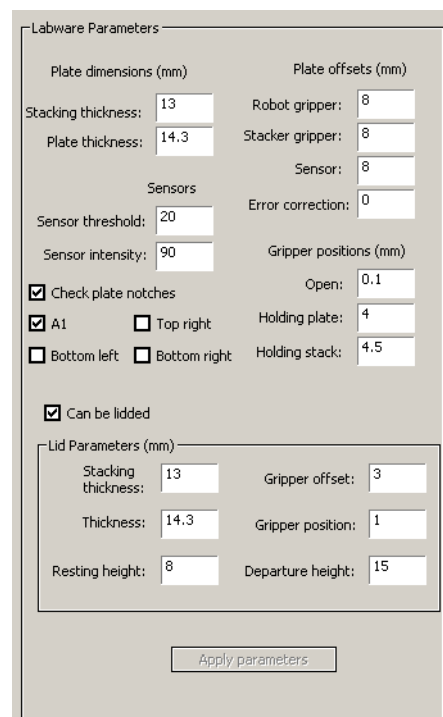 Labware Parameters
Plate dimensions (mm)
Stacking thickness: 13
Plate thickness: 14.3
Sensors
Sensor threshold: 20
Sensor intensity: 90
Check plate notches
A1 Top right
Bottom left Bottom right
Plate offsets (mm)
Robot gripper: 8
Stacker gripper: 8
Sensor: 8
Error correction: 0
Gripper positions (mm)
Open: 0.1
Holding plate: 4
Holding stack: 4.5
Can be lidded
Lid Parameters (mm)
Stacking
thickness: 13
Thickness: 14.3
Resting height: 8
Gripper offset: 3
Gripper position: 1
Departure height: 15
Apply parameters